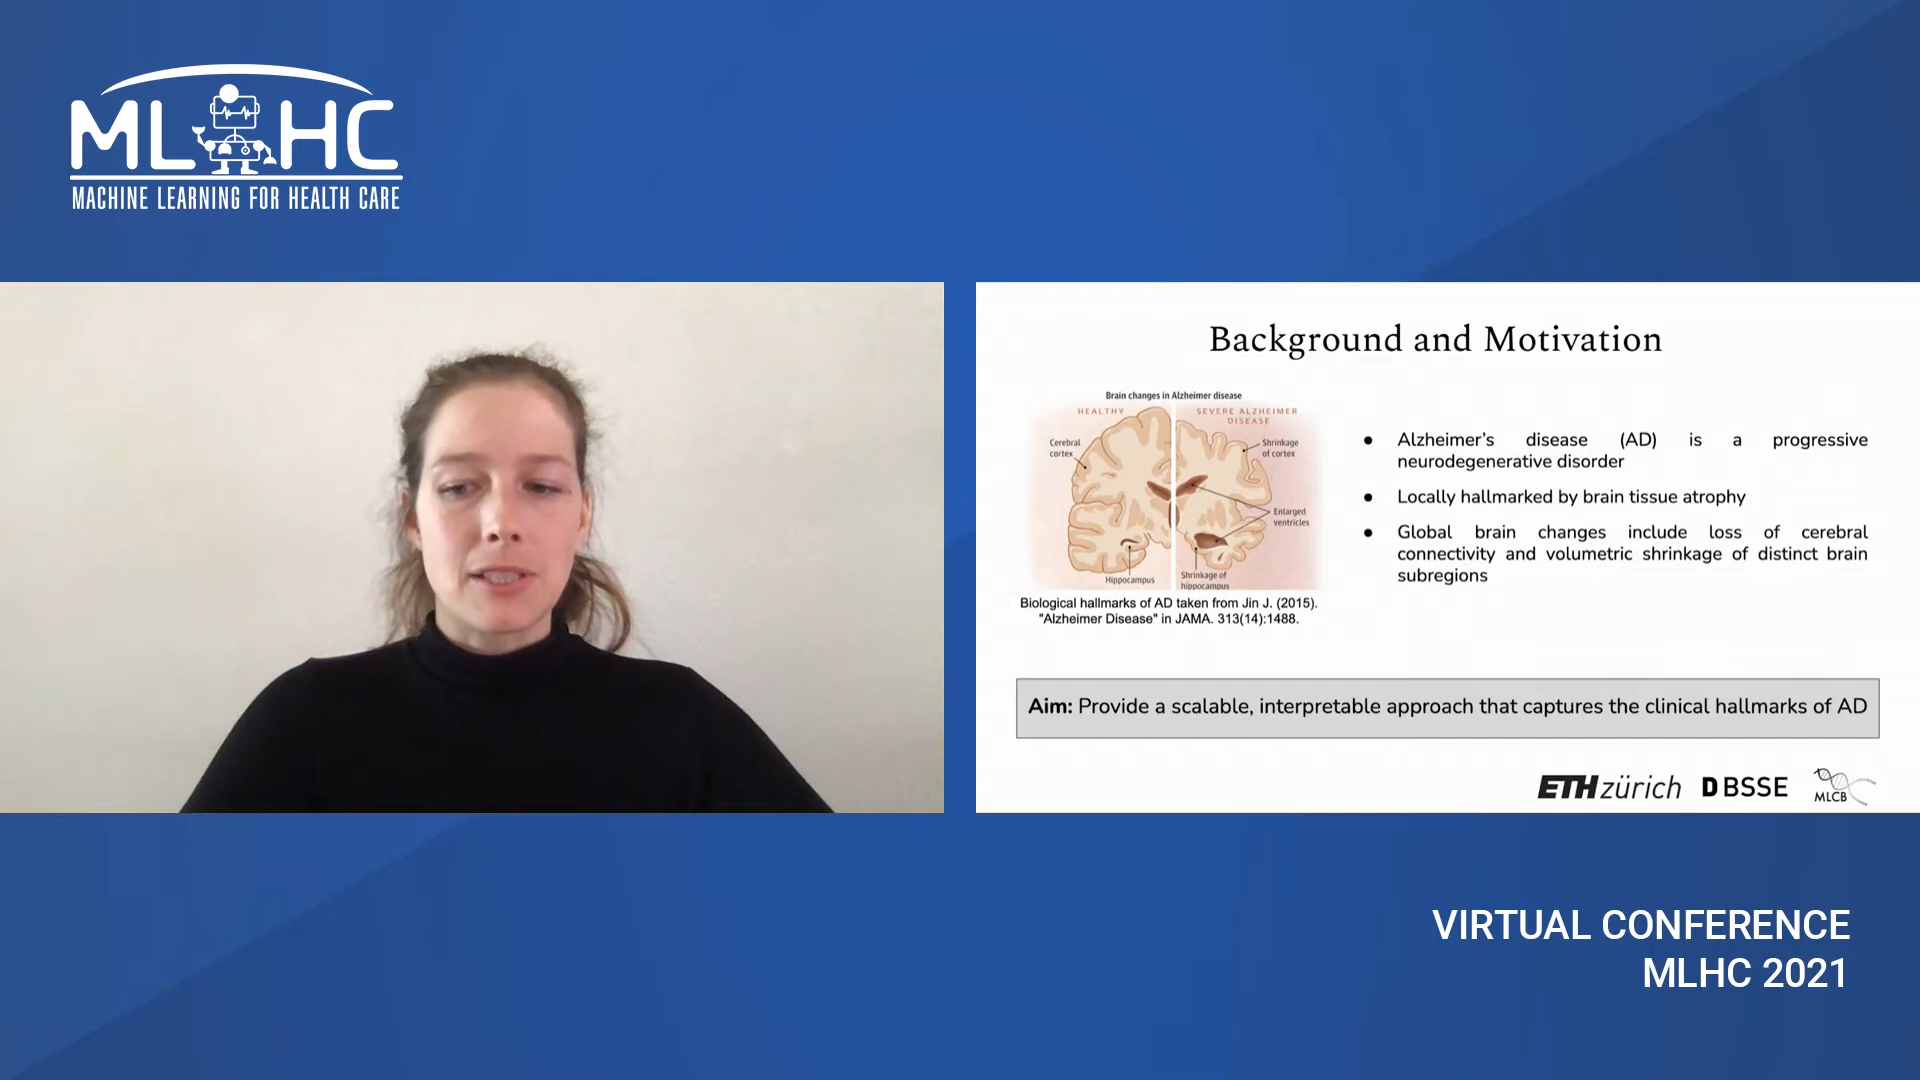 ML HC
MACHINE LEARNING FOR HEALTH CARE
Background and Motivation
Brain changes in Alzheimer disease
HEALTHY
SEVERE ALZHEIMER
DISEASE
Cerebral
cortex
Shrinkage
of cortex
Enlarged
ventricles
Hippocampus
Shrinkage of
hippocampus
Biological hallmarks of AD taken from Jin J. (2015).
"Alzheimer Disease" in JAMA. 313(14):1488.
● Alzheimer's disease (AD) is a progressive
neurodegenerative disorder
● Locally hallmarked by brain tissue atrophy
● Global brain changes include loss of cerebral
connectivity and volumetric shrinkage of distinct brain
subregions
Aim: Provide a scalable, interpretable approach that captures the clinical hallmarks of AD
ETH zürich
D BSSE
MLCB
VIRTUAL CONFERENCE
MLHC 2021